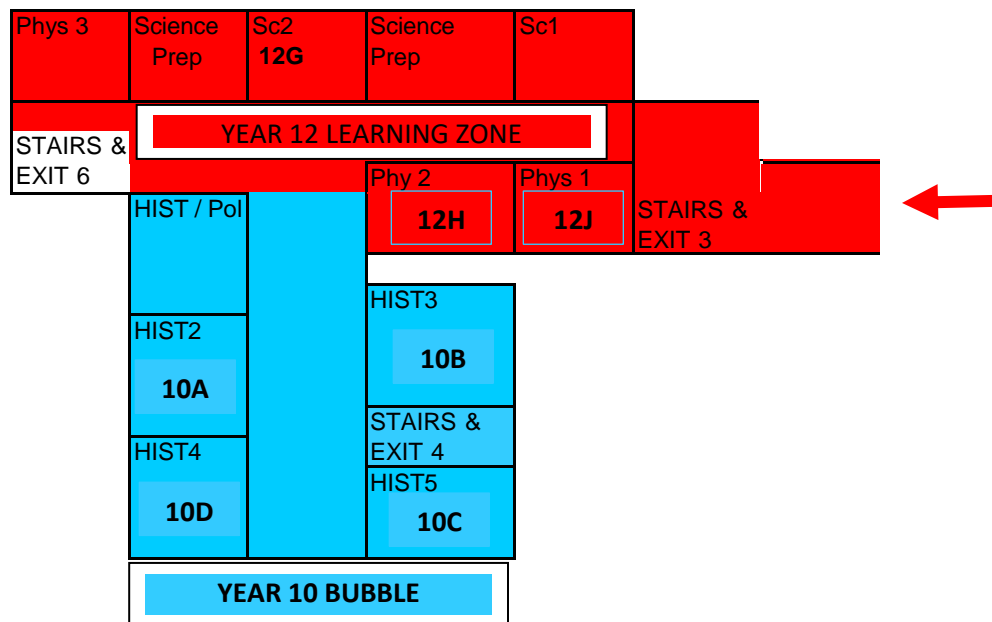 Phys 3
Science
Prep
Sc2
12G
Science
Prep
Sc1
YEAR 12 LEARNING ZONE
STAIRS &
EXIT 6
Phy 2
12H
Phys 1
12J
STAIRS &
EXIT 3
HIST / Pol
HIST3
10B
HIST2
10A
STAIRS &
EXIT 4
HIST4
10D
HIST5
10C
YEAR 10 BUBBLE